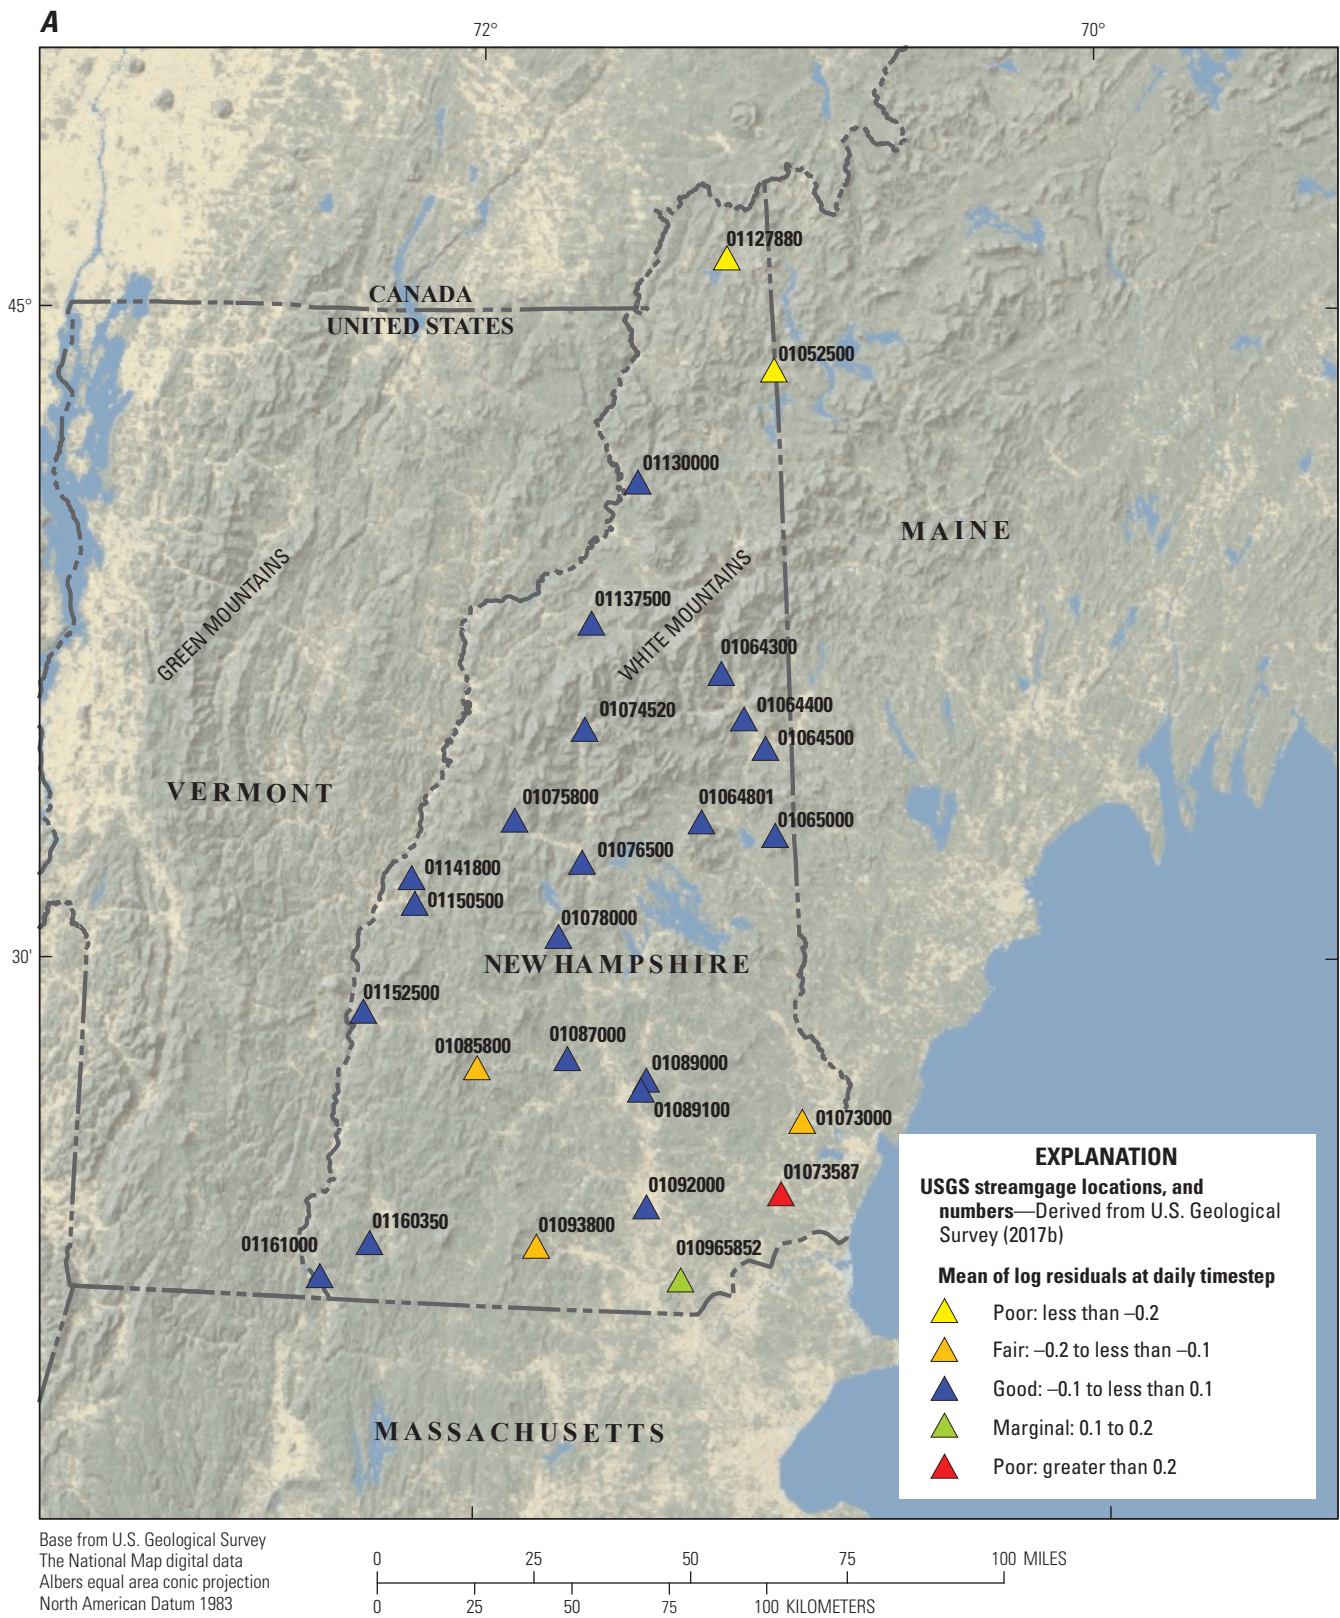 A
72°
70°
01127880
CANADA
45°
UNITED STATES
01052500
01130000
MAINE
GREEN MOUNTAINS
WHITE MOUNTAINS
01137500
01064300
01074520
01064400
01064500
VERMONT
01075800
01064801
01065000
01076500
01141800
01150500
01078000
30'
NEW HAMPSHIRE
01152500
01085800
01087000
01089000
01089100
01073000
01073587
01092000
01160350
01093800
01161000
010965852
MASSACHUSETTS
EXPLANATION
USGS streamgage locations, and
numbers—Derived from U.S. Geological
Survey (2017b)
Mean of log residuals at daily timestep
Poor: less than –0.2
Fair: –0.2 to less than –0.1
Good: –0.1 to less than 0.1
Marginal: 0.1 to 0.2
Poor: greater than 0.2
Base from U.S. Geological Survey
The National Map digital data
Albers equal area conic projection
North American Datum 1983
0 25 50 75 100 MILES
0 25 50 75 100 KILOMETERS